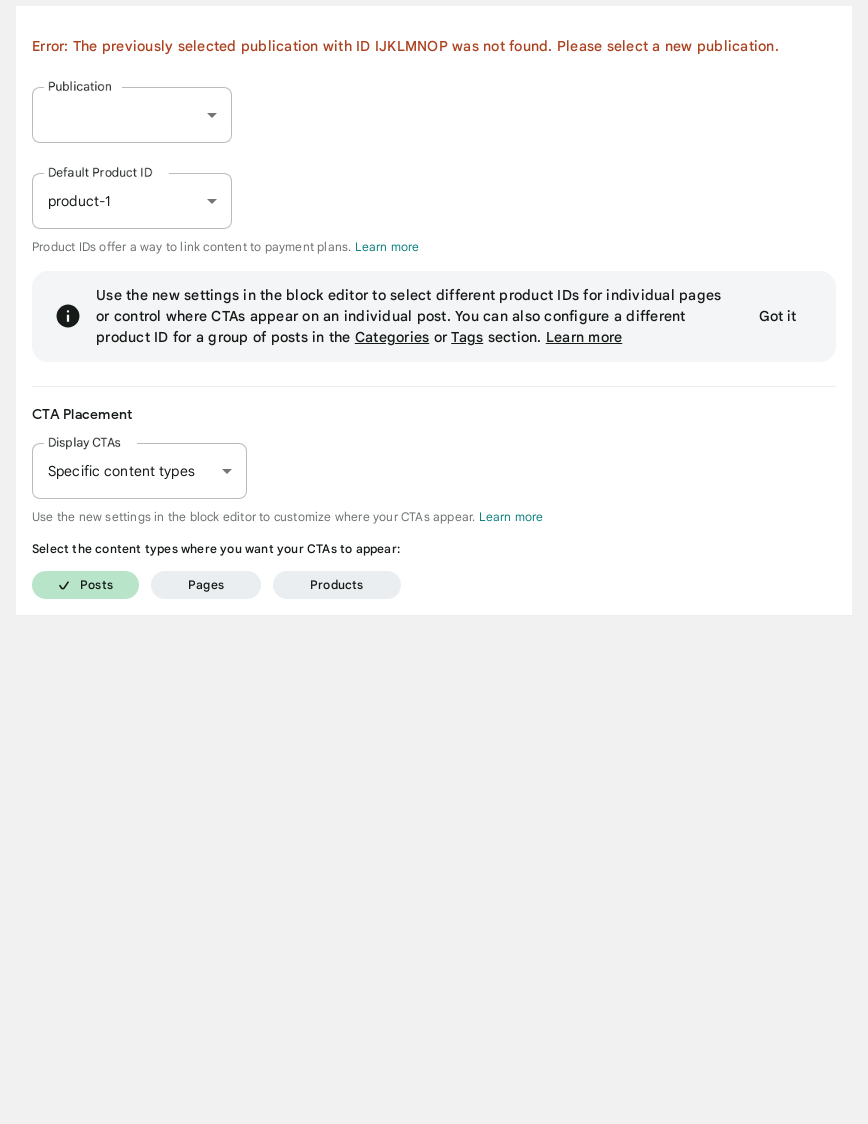 Error: The previously selected publication with ID IJKLMNOP was not found. Please select a new publication.
Publication
Default Product ID
product-1
Product IDs offer a way to link content to payment plans. Learn more
Use the new settings in the block editor to select different product IDs for individual pages
or control where CTAs appear on an individual post. You can also configure a different
product ID for a group of posts in the Categories or Tags section. Learn more
Got it
CTA Placement
Display CTAs
Specific content types
Use the new settings in the block editor to customize where your CTAs appear. Learn more
Select the content types where you want your CTAs to appear:
Posts Pages Products